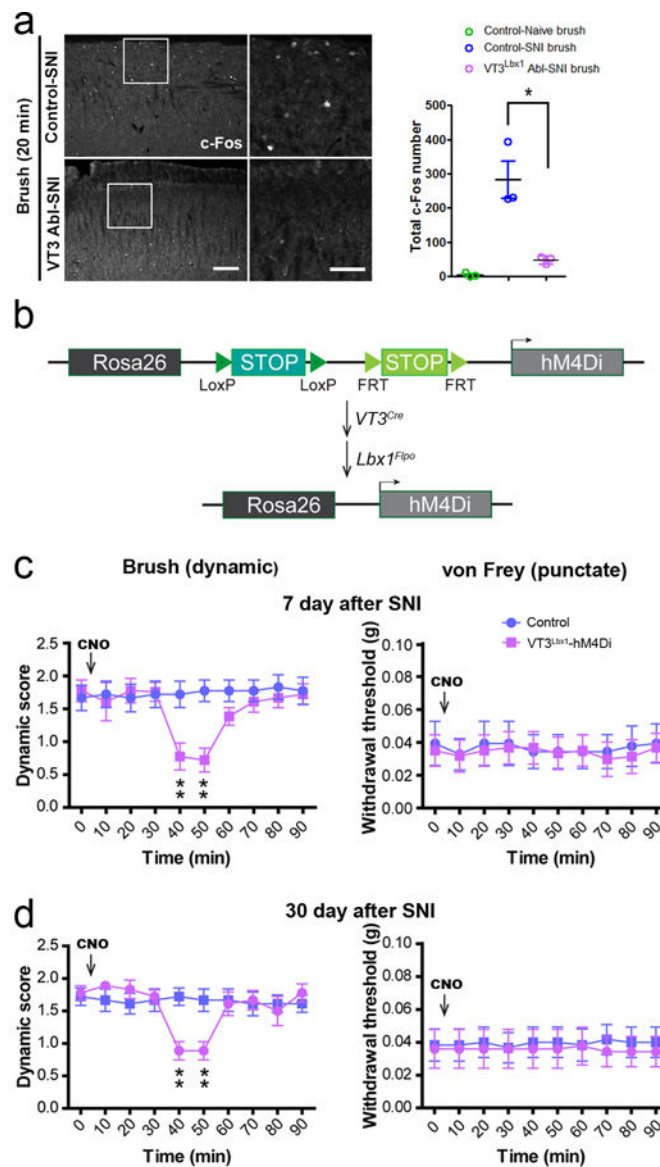 a
Brush (20 min)
Control-SNI
VT3 Abl-SNI
c-Fos
Control-Naive brush
Control-SNI brush
VT3Lbx1 Abl-SNI brush
*
Total c-Fos number
500
400
300
200
100
0
b
Rosa26
STOP
STOP
hM4Di
LoxP
LoxP
FRT
FRT
VT3Cre
Lbx1Flpo
Rosa26
hM4Di
c
Brush (dynamic)
von Frey (punctate)
7 day after SNI
Control
VT3Lbx1-hM4Di
CNO
Dynamic score
2.5
2.0
1.5
1.0
0.5
0.0
** **
0 10 20 30 40 50 60 70 80 90
Time (min)
CNO
Withdrawal threshold (g)
0.10
0.08
0.06
0.04
0.02
0.00
0 10 20 30 40 50 60 70 80 90
Time (min)
d
30 day after SNI
CNO
Dynamic score
2.5
2.0
1.5
1.0
0.5
0.0
** **
0 10 20 30 40 50 60 70 80 90
Time (min)
CNO
Withdrawal threshold (g)
0.10
0.08
0.06
0.04
0.02
0.00
0 10 20 30 40 50 60 70 80 90
Time (min)